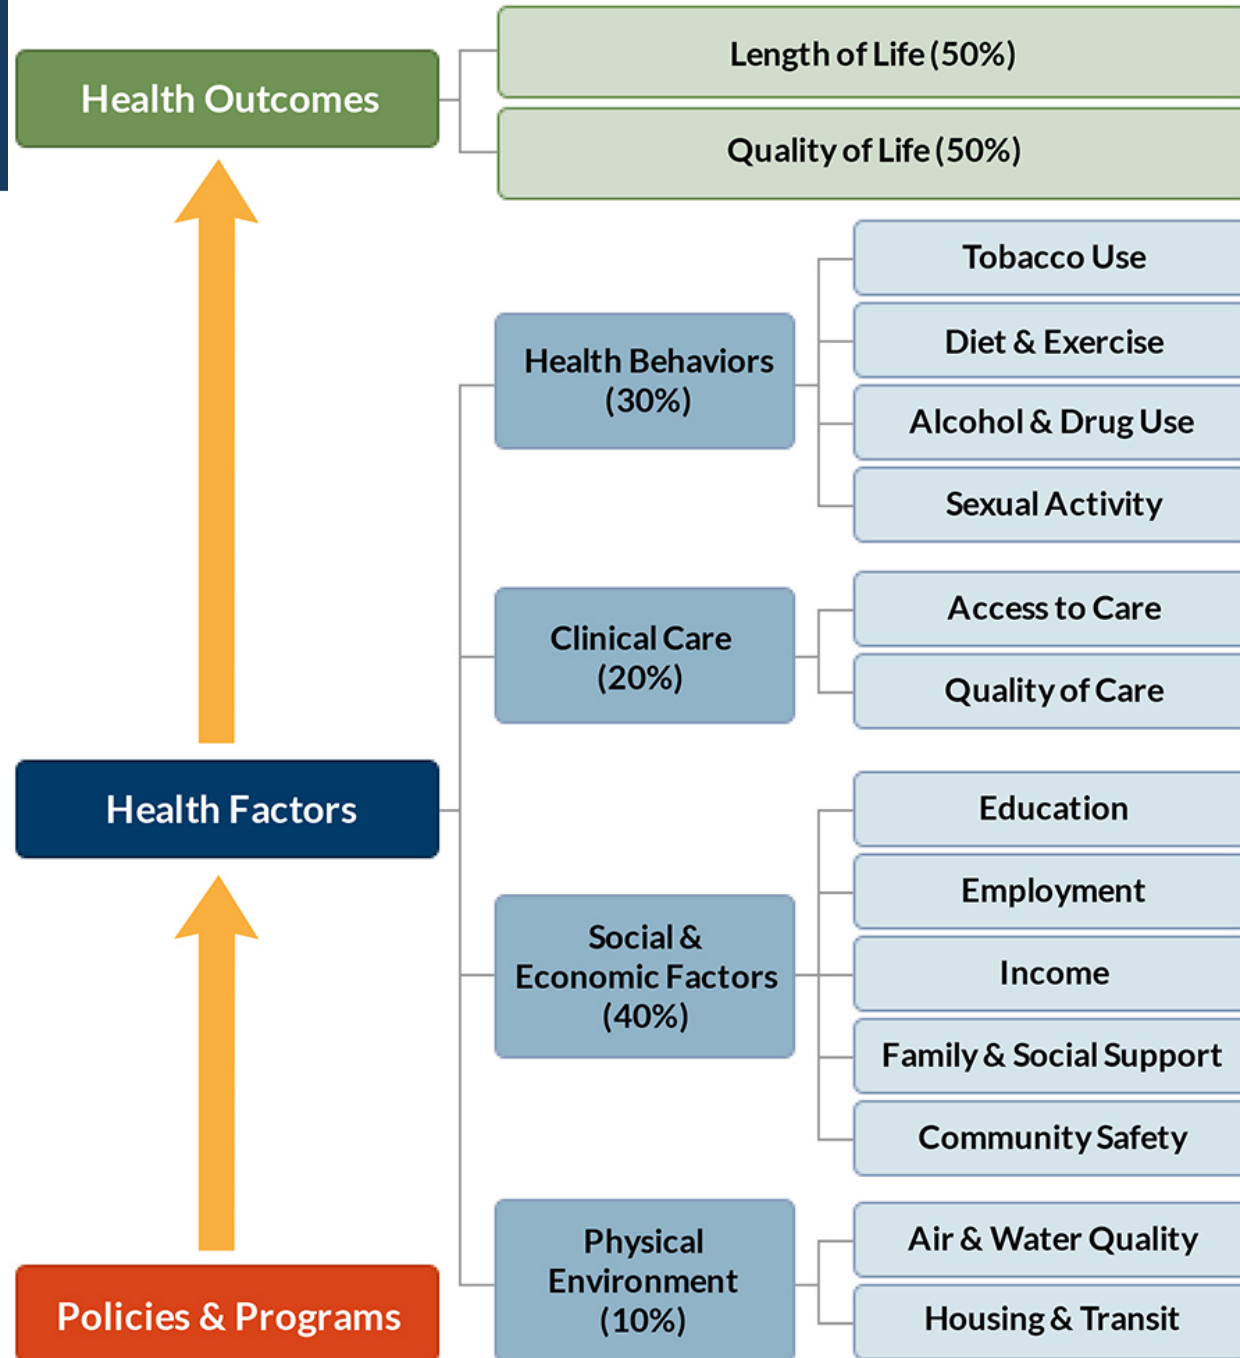 Health Outcomes
Length of Life (50%)
Quality of Life (50%)
Health Factors
Health Behaviors
(30%)
Tobacco Use
Diet & Exercise
Alcohol & Drug Use
Sexual Activity
Clinical Care
(20%)
Access to Care
Quality of Care
Social &
Economic Factors
(40%)
Education
Employment
Income
Family & Social Support
Community Safety
Physical
Environment
(10%)
Air & Water Quality
Housing & Transit
Policies & Programs